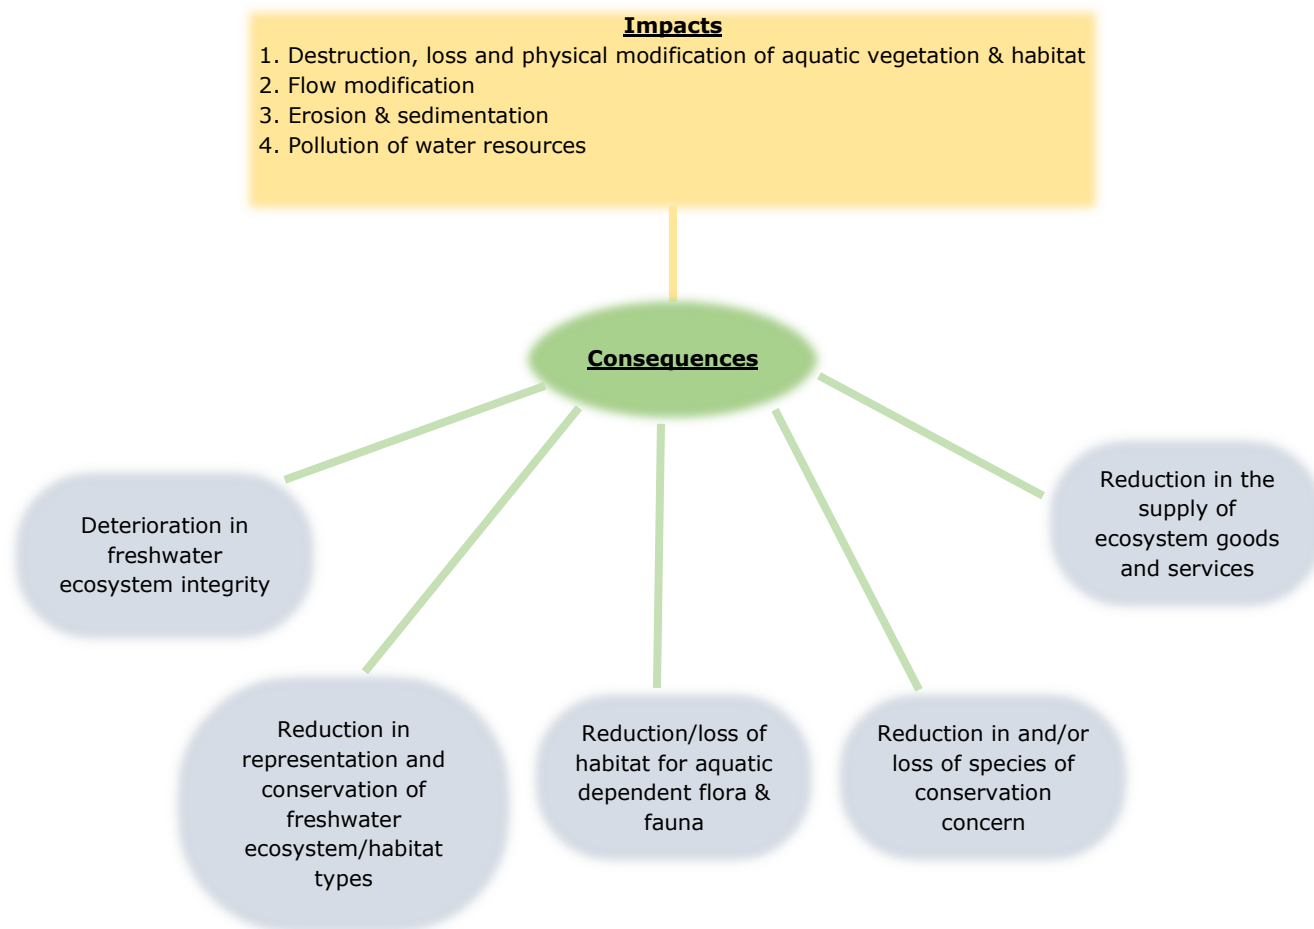 Impacts
1. Destruction, loss and physical modification of aquatic vegetation & habitat
2. Flow modification
3. Erosion & sedimentation
4. Pollution of water resources
Consequences
Deterioration in
freshwater
ecosystem integrity
Reduction in
representation and
conservation of
freshwater
ecosystem/habitat
types
Reduction/loss of
habitat for aquatic
dependent flora &
fauna
Reduction in and/or
loss of species of
conservation
concern
Reduction in the
supply of
ecosystem goods
and services